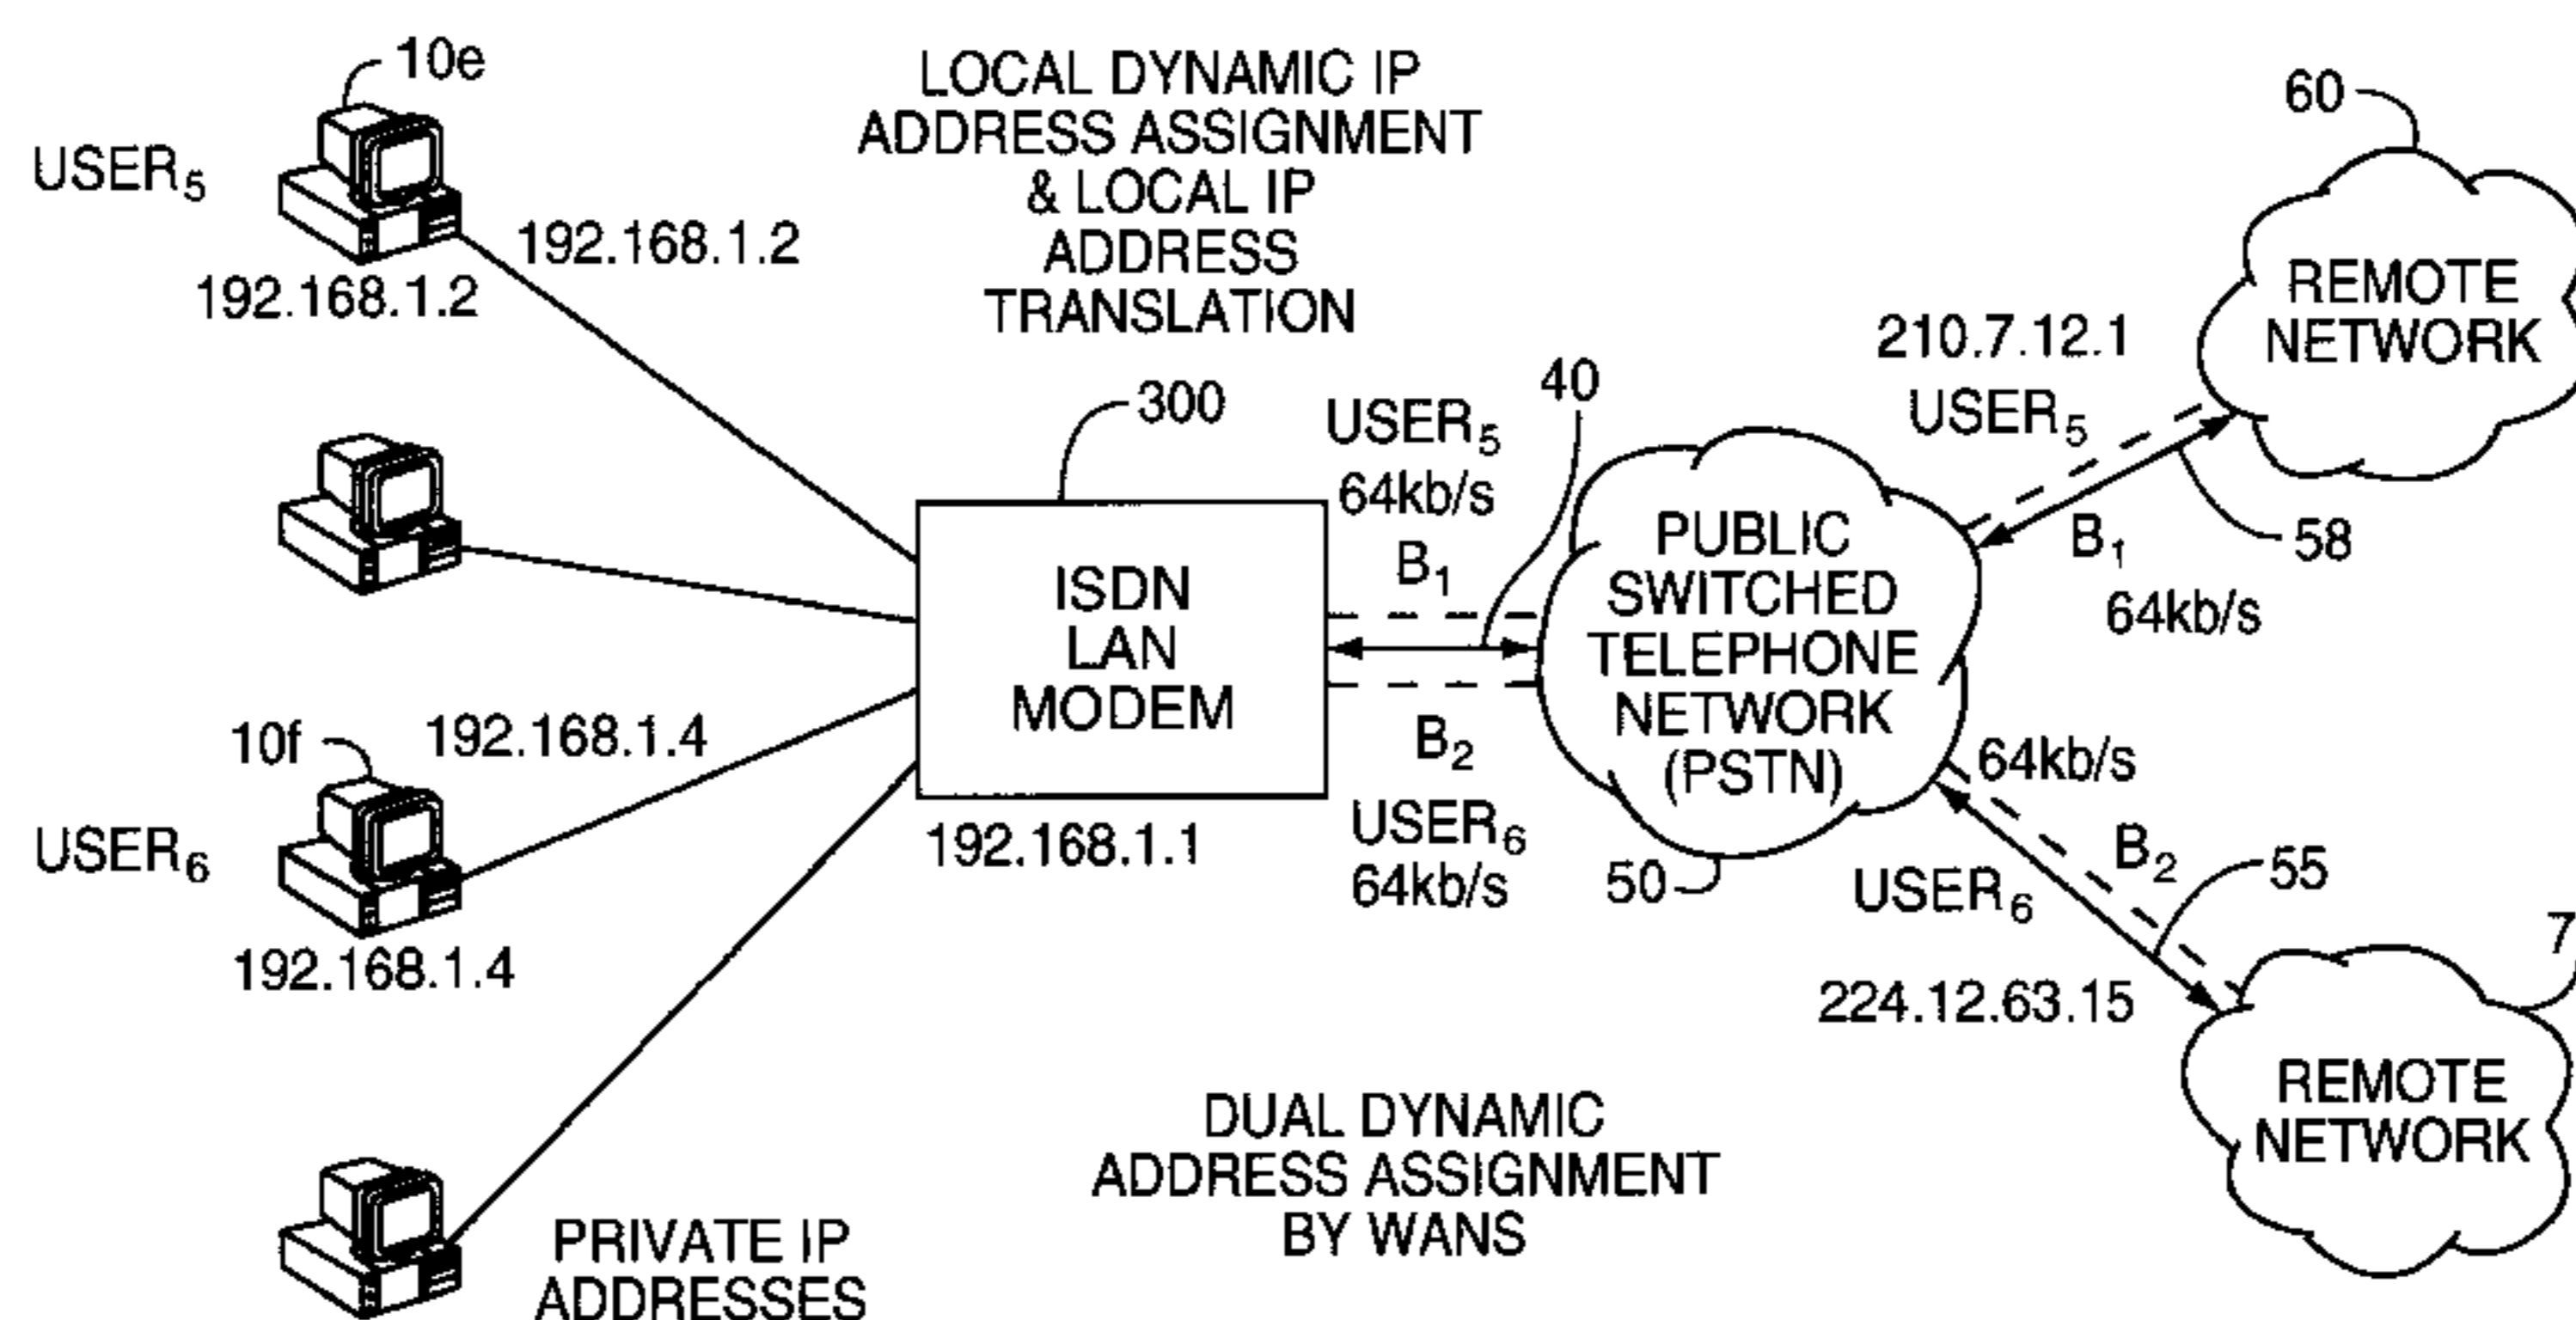 10e
USER5
192.168.1.2
192.168.1.2
LOCAL DYNAMIC IP
ADDRESS ASSIGNMENT
& LOCAL IP
ADDRESS
TRANSLATION
300
ISDN
LAN
MODEM
192.168.1.1
10f
192.168.1.4
USER6
192.168.1.4
PRIVATE IP
ADDRESSES
USER5
64kb/s
B1
40
B2
USER6
64kb/s
PUBLIC
SWITCHED
TELEPHONE
NETWORK
(PSTN)
50
60
REMOTE
NETWORK
210.7.12.1
USER5
B1
58
64kb/s
64kb/s
B2
55
USER6
224.12.63.15
7
REMOTE
NETWORK
DUAL DYNAMIC
ADDRESS ASSIGNMENT
BY WANS